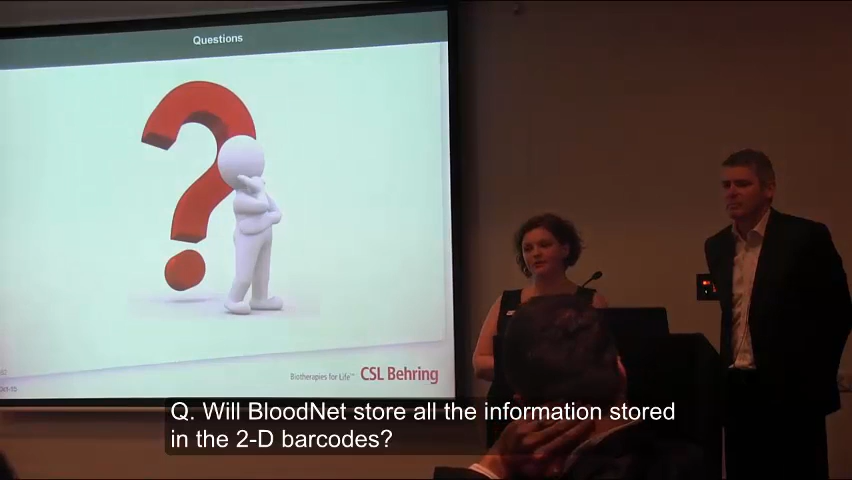 Questions
Biotherapies for Life™ CSL Behring
Q. Will BloodNet store all the information stored
in the 2-D barcodes?